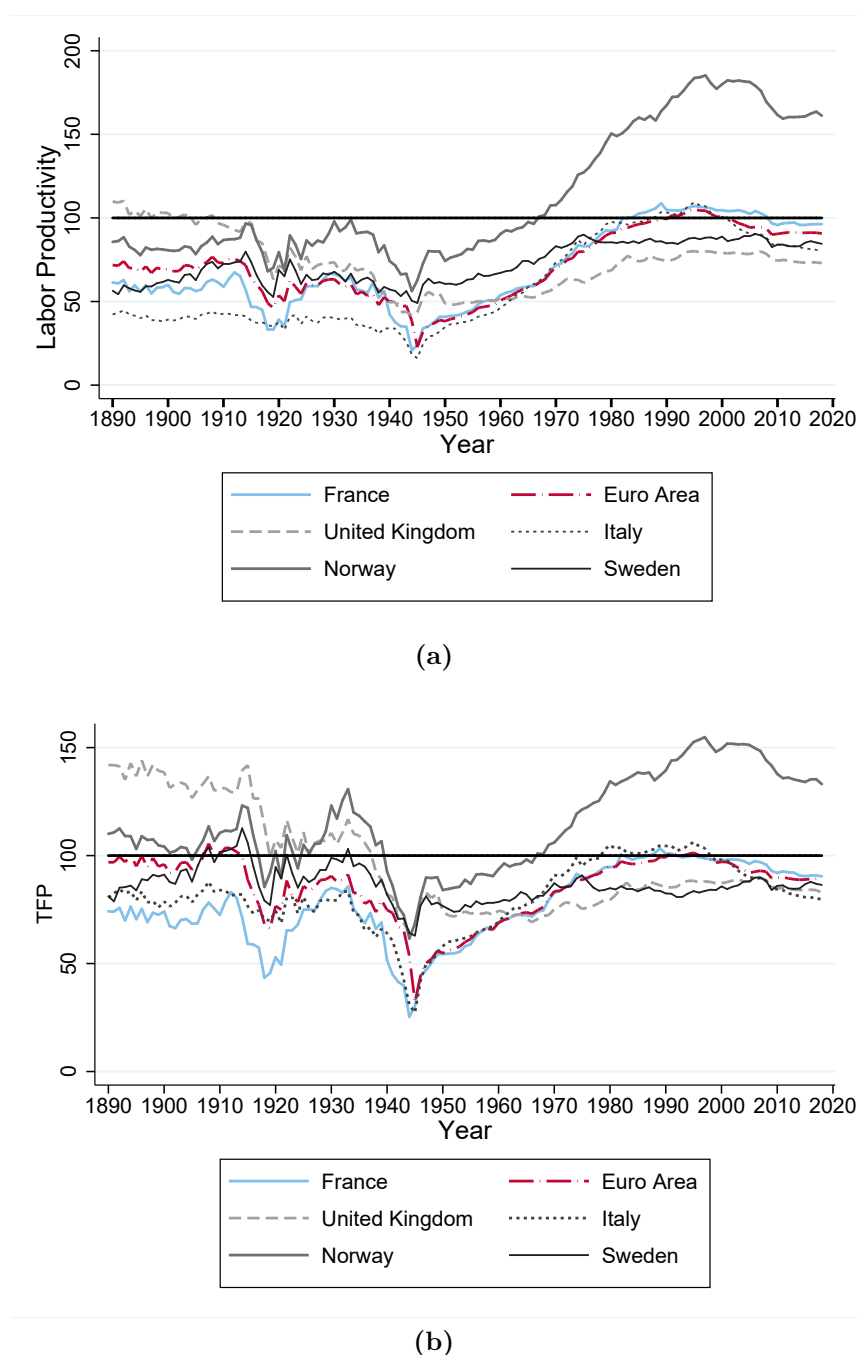 Labor Productivity
200
150
100
50
0
1890 1900 1910 1920 1930 1940 1950 1960 1970 1980 1990 2000 2010 2020
Year
France Euro Area
United Kingdom Italy
Norway Sweden
(a)
TFP
150
100
50
0
1890 1900 1910 1920 1930 1940 1950 1960 1970 1980 1990 2000 2010 2020
Year
France Euro Area
United Kingdom Italy
Norway Sweden
(b)